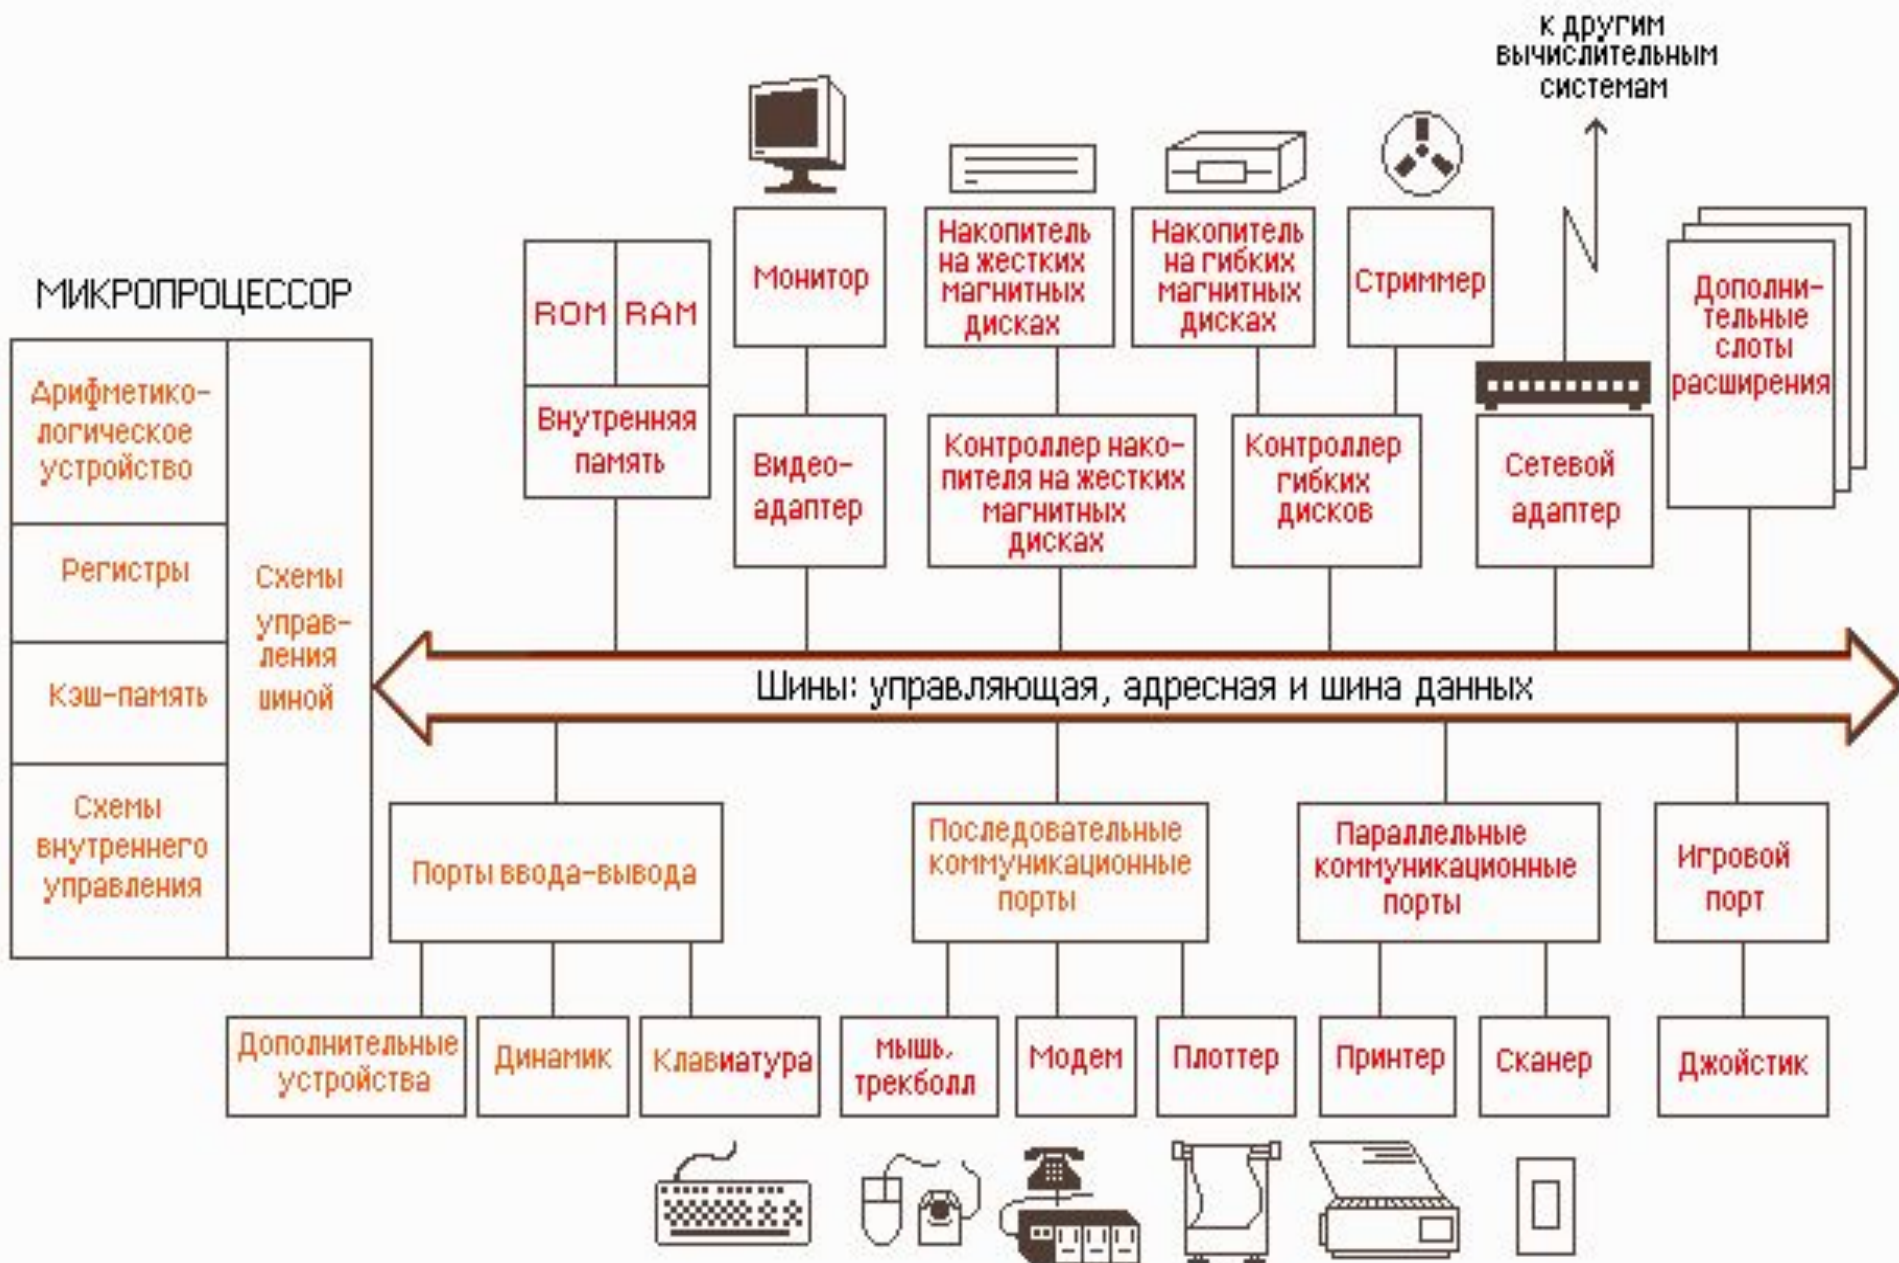 к другим
вычислительным
системам
МИКРОПРОЦЕССОР
Арифметико-
логическое
устройство
Регистры
Кэш-память
Схемы
внутреннего
управления
Схемы
управ-
ления
шиной
ROM RAM
Внутренняя
память
Монитор
Видео-
адаптер
Накопитель
на жестких
магнитных
дисках
Контроллер нако-
пителя на жестких
магнитных
дисках
Накопитель
на гибких
магнитных
дисках
Стриммер
Контроллер
гибких
дисков
Сетевой
адаптер
Дополни-
тельные
слоты
расширения
Шины: управляющая, адресная и шина данных
Порты ввода-вывода
Последовательные
коммуникационные
порты
Параллельные
коммуникационные
порты
Игровой
порт
Дополнительные
устройства
Динамик
Клавиатура
мышь,
трекболл
Модем
Плоттер
Принтер
Сканер
Джойстик